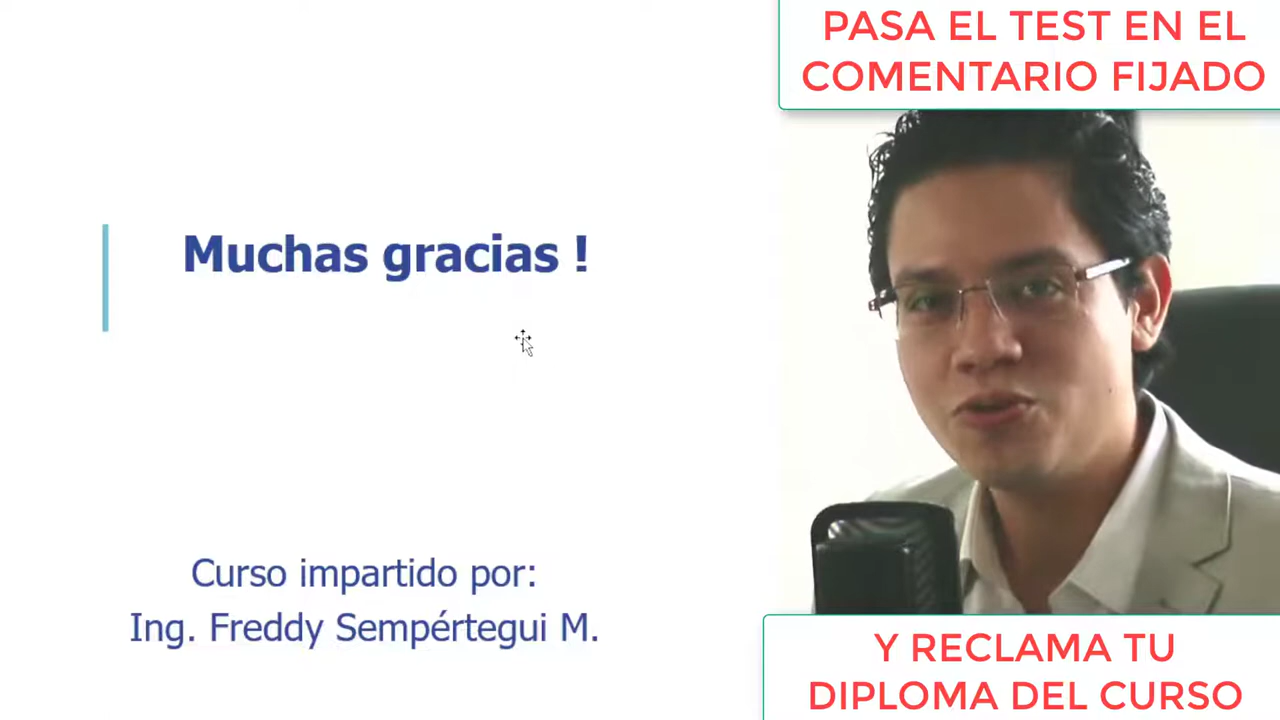 PASA EL TEST EN EL
COMENTARIO FIJADO
Muchas gracias !
Curso impartido por:
Ing. Freddy Sempértegui M.
Y RECLAMA TU
DIPLOMA DEL CURSO